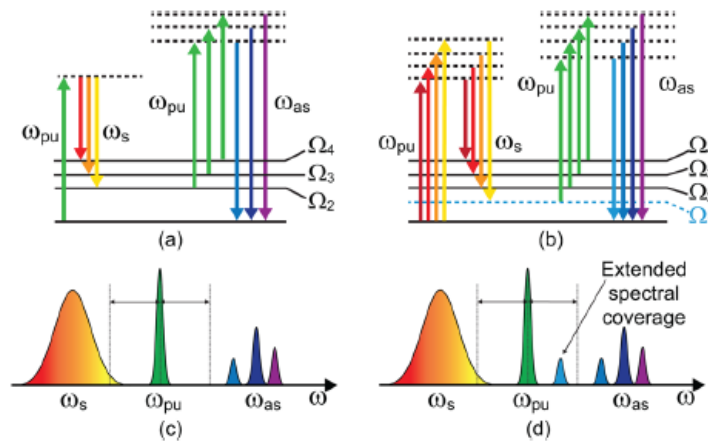 ωpu
ωs
ωpu
ωas
Ω4
Ω3
Ω2
(a)
ωpu
ωs
ωpu
ωas
Ω
Ω
Ω
Ω
(b)
ωs
ωpu
ωas
ω
(c)
Extended
spectral
coverage
ωs
ωpu
ωas
ω
(d)